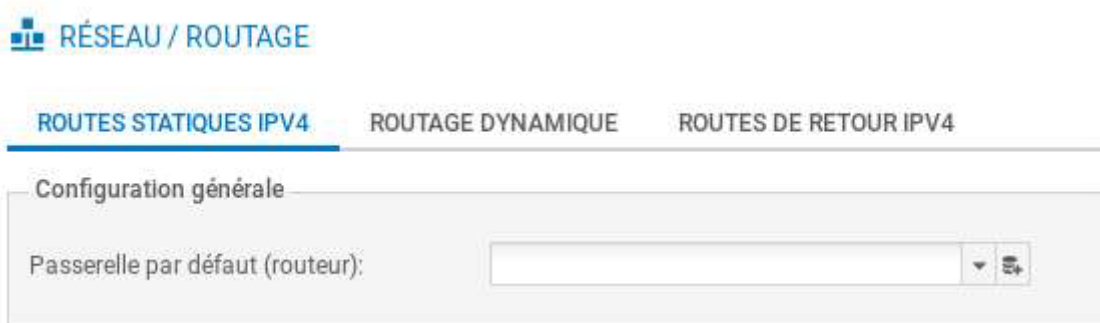 RÉSEAU / ROUTAGE
ROUTES STATIQUES IPV4 ROUTAGE DYNAMIQUE ROUTES DE RETOUR IPV4
Configuration générale
Passerelle par défaut (routeur):